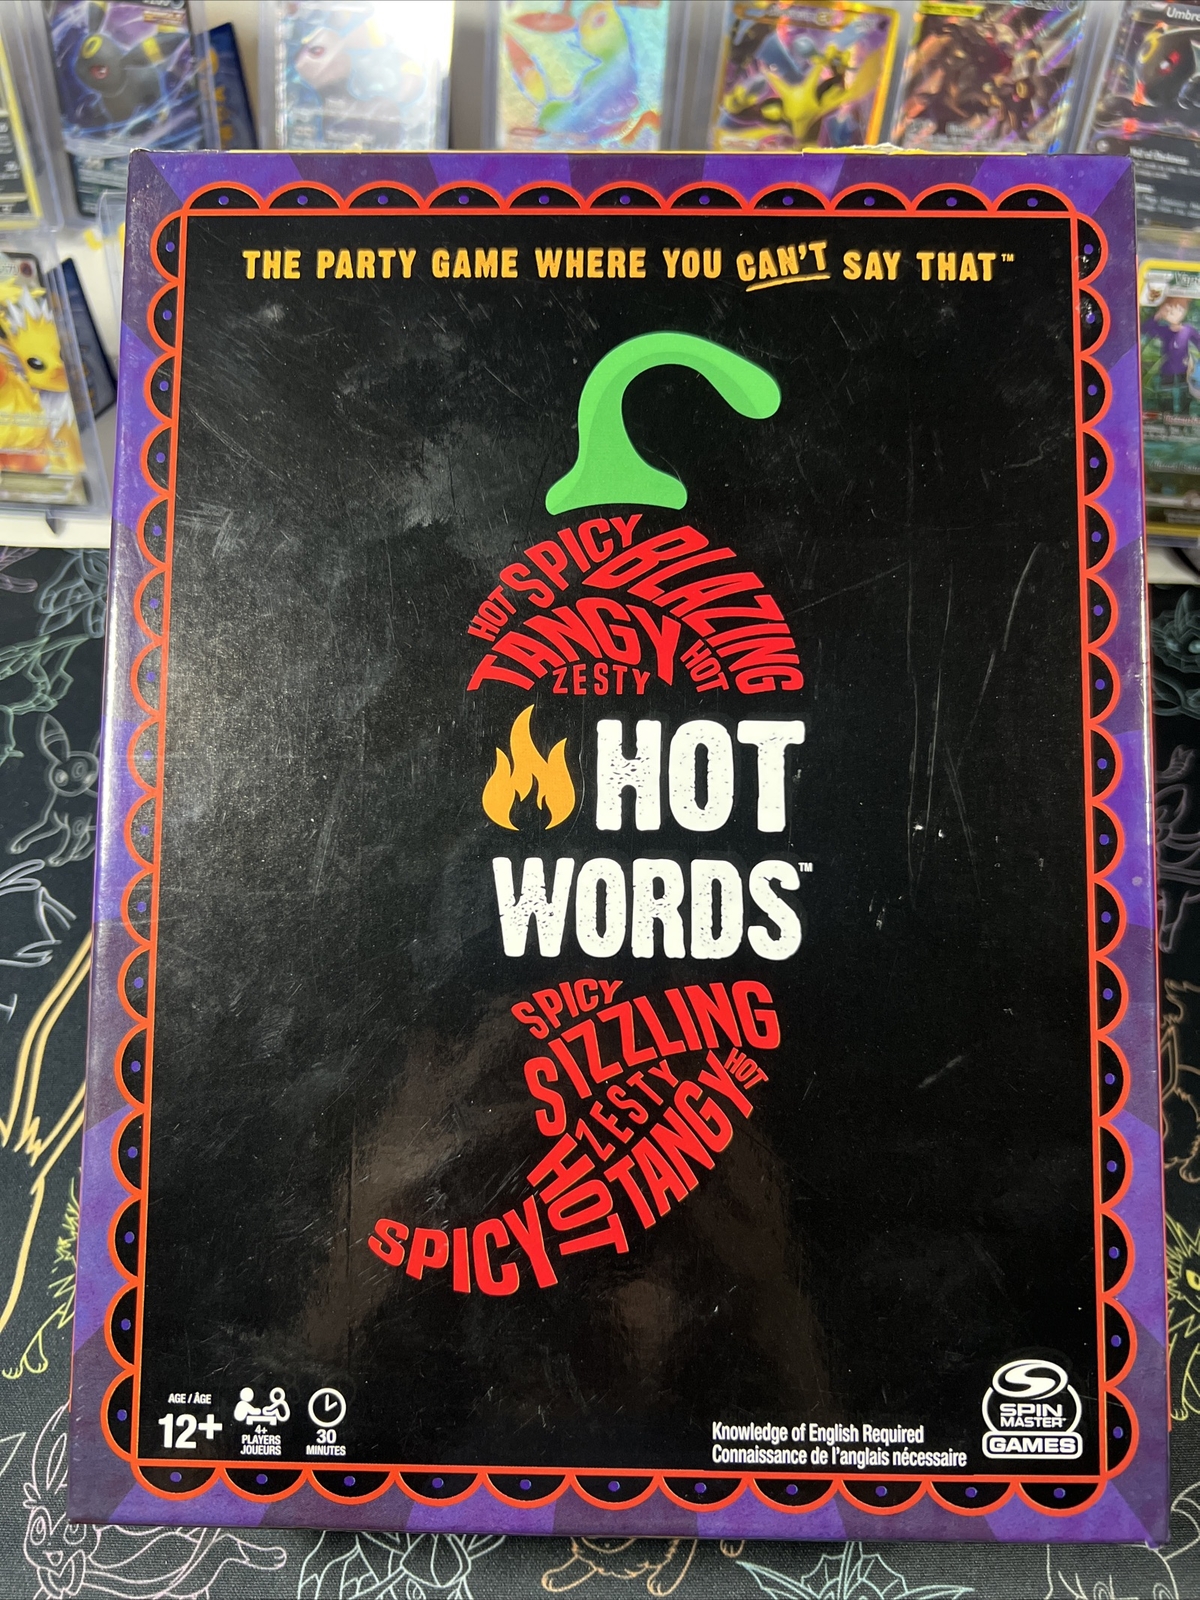 THE PARTY GAME WHERE YOU CAN'T SAY THAT™
HOT
SPICY
BLAZING
TANGY
ZESTY
HOT
HOT
WORDS™
SPICY
SIZZLING
ZESTY
HOT
TANGY
HOT
SPICY
AGE / ÂGE
12+
4+
PLAYERS
JOUEURS
30
MINUTES
Knowledge of English Required
Connaissance de l'anglais nécessaire
SPIN
MASTER
GAMES